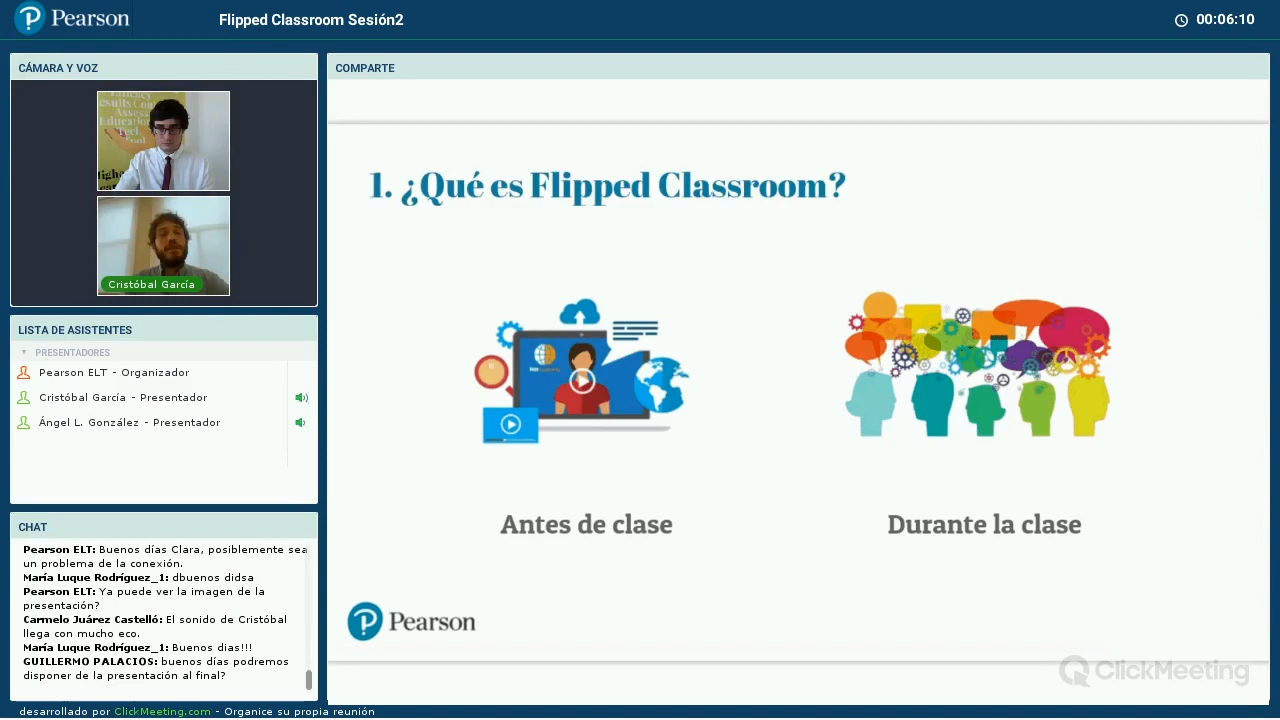 Pearson
Flipped Classroom Sesión2
00:06:10
CÁMARA Y VOZ
Cristóbal García
LISTA DE ASISTENTES
PRESENTADORES
Pearson ELT - Organizador
Cristóbal García - Presentador
Ángel L. González - Presentador
CHAT
Pearson ELT: Buenos días Clara, posiblemente sea
un problema de la conexión.
María Luque Rodríguez_1: dbuenos didsa
Pearson ELT: Ya puede ver la imagen de la
presentación?
Carmelo Juárez Castelló: El sonido de Cristóbal
llega con mucho eco.
María Luque Rodríguez_1: Buenos dias!!!
GUILLERMO PALACIOS: buenos días podremos
disponer de la presentación al final?
COMPARTE
1. ¿Qué es Flipped Classroom?
Antes de clase
Durante la clase
Pearson
ClickMeeting
desarrollado por ClickMeeting.com - Organice su propia reunión